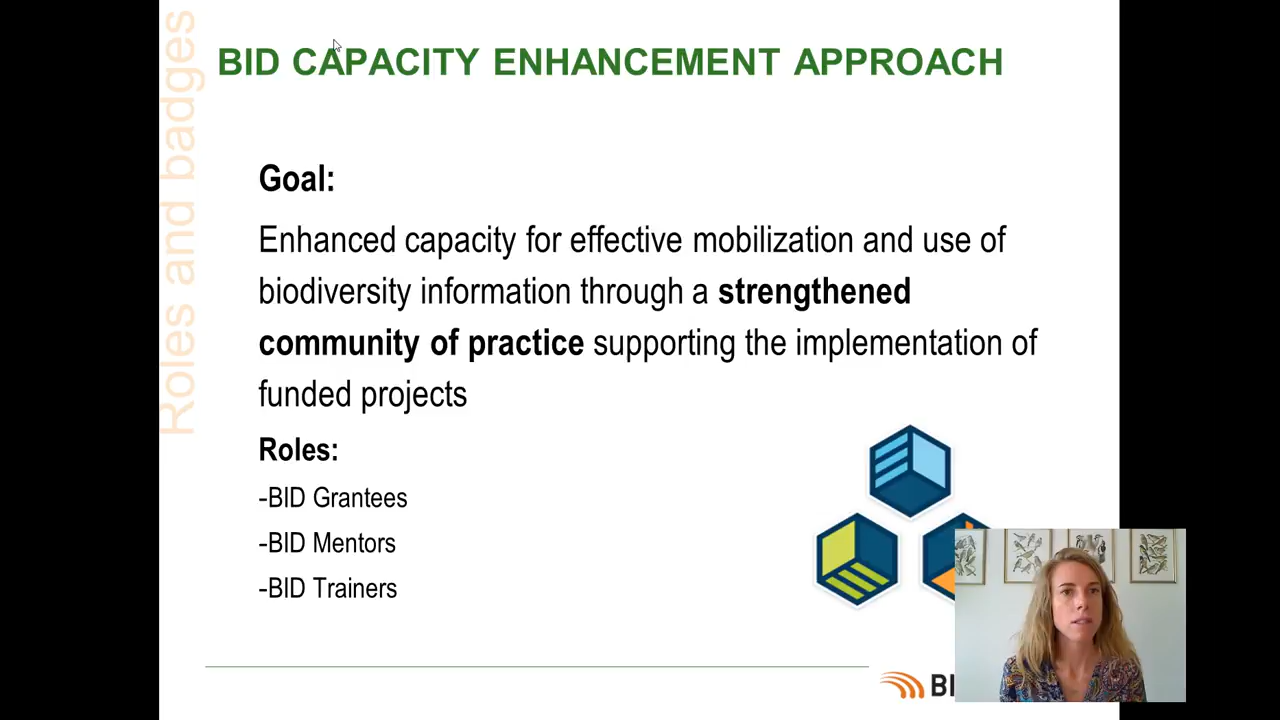 Roles and badges
BID CAPACITY ENHANCEMENT APPROACH
Goal:
Enhanced capacity for effective mobilization and use of
biodiversity information through a strengthened
community of practice supporting the implementation of
funded projects
Roles:
-BID Grantees
-BID Mentors
-BID Trainers